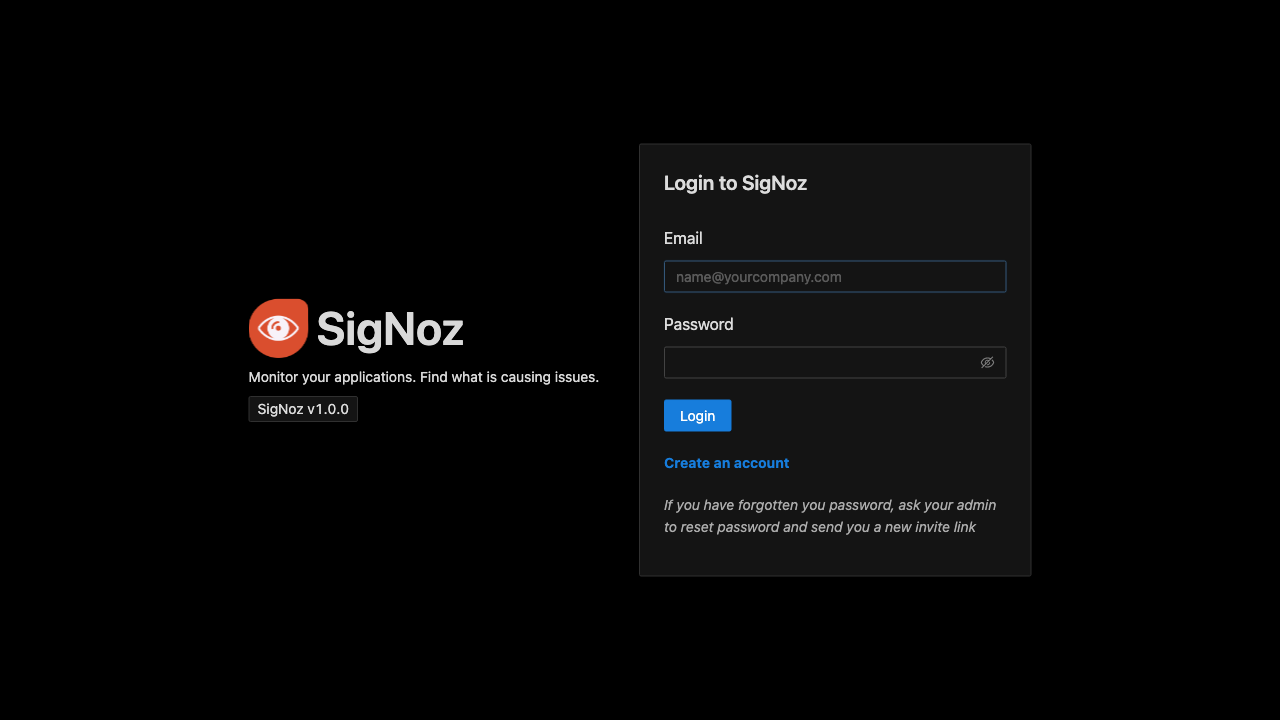 SigNoz
Monitor your applications. Find what is causing issues.
SigNoz v1.0.0
Login to SigNoz
Email
name@yourcompany.com
Password
Login
Create an account
If you have forgotten you password, ask your admin
to reset password and send you a new invite link